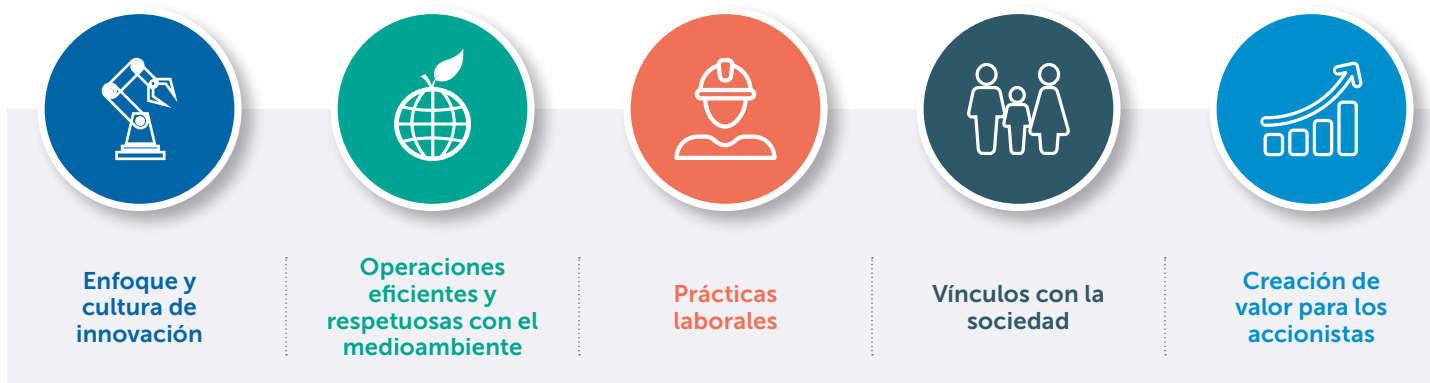 Enfoque y
cultura de
innovación
Operaciones
eficientes y
respetuosas con el
medioambiente
Prácticas
laborales
Vínculos con la
sociedad
Creación de
valor para los
accionistas